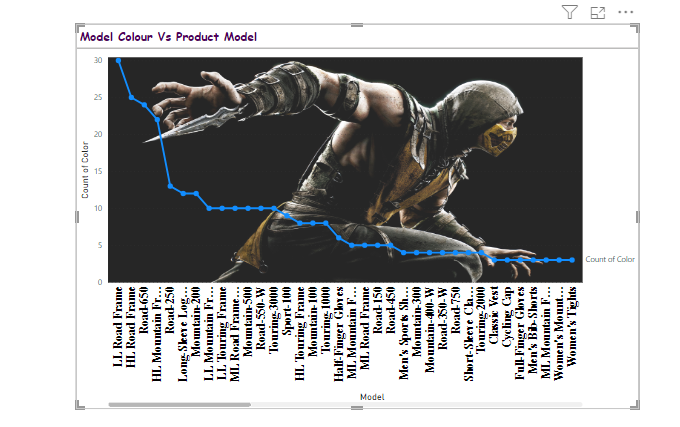 Model Colour Vs Product Model
30
25
20
15
10
5
0
Count of Color
Count of Color
LL Road Frame
HL Road Frame
Road-650
HL Mountain Fr...
Road-250
Long-Sleeve Log...
Mountain-200
LL Mountain Fr...
LL Touring Frame
ML Road Frame...
Mountain-500
Road-550-W
Touring-3000
Sport-100
HL Touring Frame
Mountain-100
Touring-1000
Half-Finger Gloves
ML Mountain F...
ML Road Frame
Road-150
Road-450
Men's Sports Sh...
Mountain-300
Mountain-400-W
Road-350-W
Road-750
Short-Sleeve Cla...
Touring-2000
Classic Vest
Cycling Cap
Full-Finger Gloves
Men's Bib-Shorts
ML Mountain F...
Women's Mount...
Women's Tights
Model